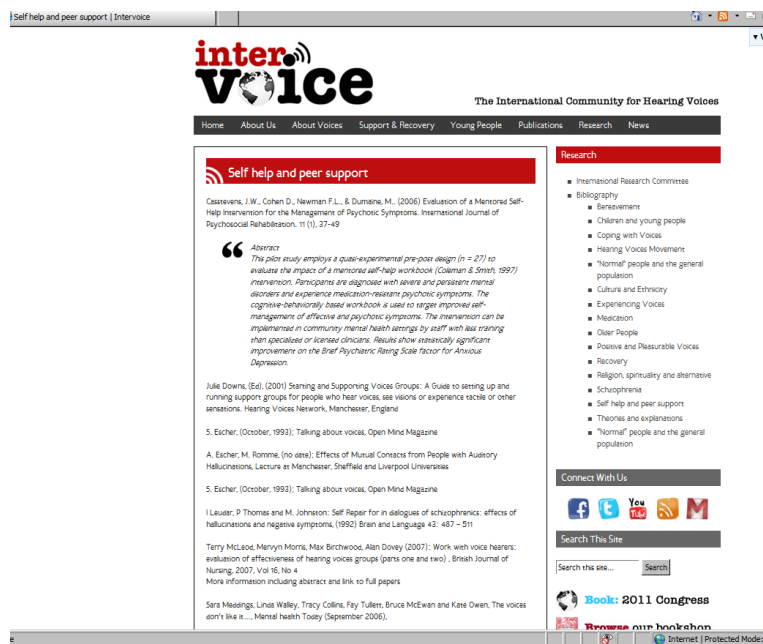 Self help and peer support | Intervoice
inter
voice
The International Community for Hearing Voices
Home About Us About Voices Support & Recovery Young People Publications Research News
Self help and peer support
Casstevens, J.W., Cohen D., Newman F.L., & Dumaine, M.. (2006) Evaluation of a Mentored Self-
Help Intervention for the Management of Psychotic Symptoms. International Journal of
Psychosocial Rehabilitation. 11 (1), 37-49
Abstract
This pilot study employs a quasi-experimental pre-post design (n = 27) to
evaluate the impact of a mentored self-help workbook (Coleman & Smith, 1997)
intervention. Participants are diagnosed with severe and persistent mental
disorders and experience medication-resistant psychotic symptoms. The
cognitive-behaviorally based workbook is used to target improved self-
management of affective and psychotic symptoms. The intervention can be
implemented in community mental health settings by staff with less training
than specialized or licensed clinicians. Results show statistically significant
improvement on the Brief Psychiatric Rating Scale factor for Anxious
Depression.
Julie Downs, (Ed), (2001) Starting and Supporting Voices Groups: A Guide to setting up and
running support groups for people who hear voices, see visions or experience tactile or other
sensations. Hearing Voices Network, Manchester, England
S. Escher, (October, 1993); Talking about voices, Open Mind Magazine
A. Escher, M. Romme, (no date); Effects of Mutual Contacts from People with Auditory
Hallucinations, Lecture at Manchester, Sheffield and Liverpool Universities
S. Escher, (October, 1993); Talking about voices, Open Mind Magazine
I Leudar, P Thomas and M. Johnston: Self Repair for in dialogues of schizophrenics: effects of
hallucinations and negative symptoms, (1992) Brain and Language 43: 487 – 511
Terry McLeod, Mervyn Morris, Max Birchwood, Alan Dovey (2007): Work with voice hearers:
evaluation of effectiveness of hearing voices groups (parts one and two) , British Journal of
Nursing, 2007, Vol 16, No 4
More information including abstract and link to full papers
Sara Meddings, Linda Walley, Tracy Collins, Fay Tullett, Bruce McEwan and Kate Owen, The voices
don't like it...., Mental health Today (September 2006),
Research
International Research Committee
Bibliography
Bereavement
Children and young people
Coping with Voices
Hearing Voices Movement
"Normal" people and the general
population
Culture and Ethnicity
Experiencing Voices
Medication
Older People
Positive and Pleasurable Voices
Recovery
Religion, spirituality and alternative
Schizophrenia
Self help and peer support
Theories and explanations
"Normal" people and the general
population
Connect With Us
You
Tube
Search This Site
Search this site... Search
Book: 2011 Congress
Browse our bookshop
Internet | Protected Mode: